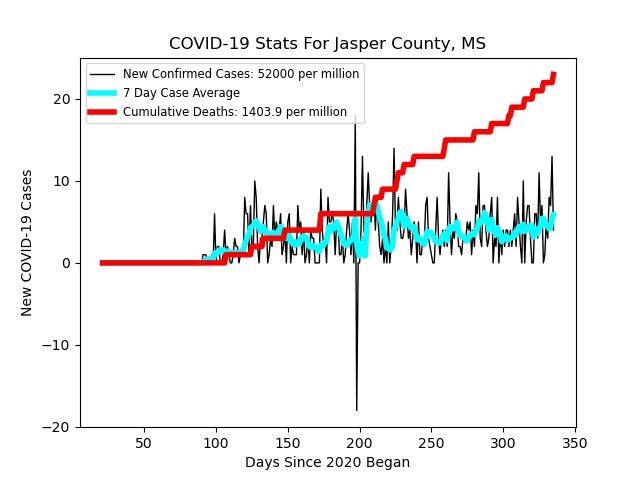 COVID-19 Stats For Jasper County, MS
New Confirmed Cases: 52000 per million
7 Day Case Average
Cumulative Deaths: 1403.9 per million
New COVID-19 Cases
20
10
0
−10
−20
50
100
150
200
250
300
350
Days Since 2020 Began